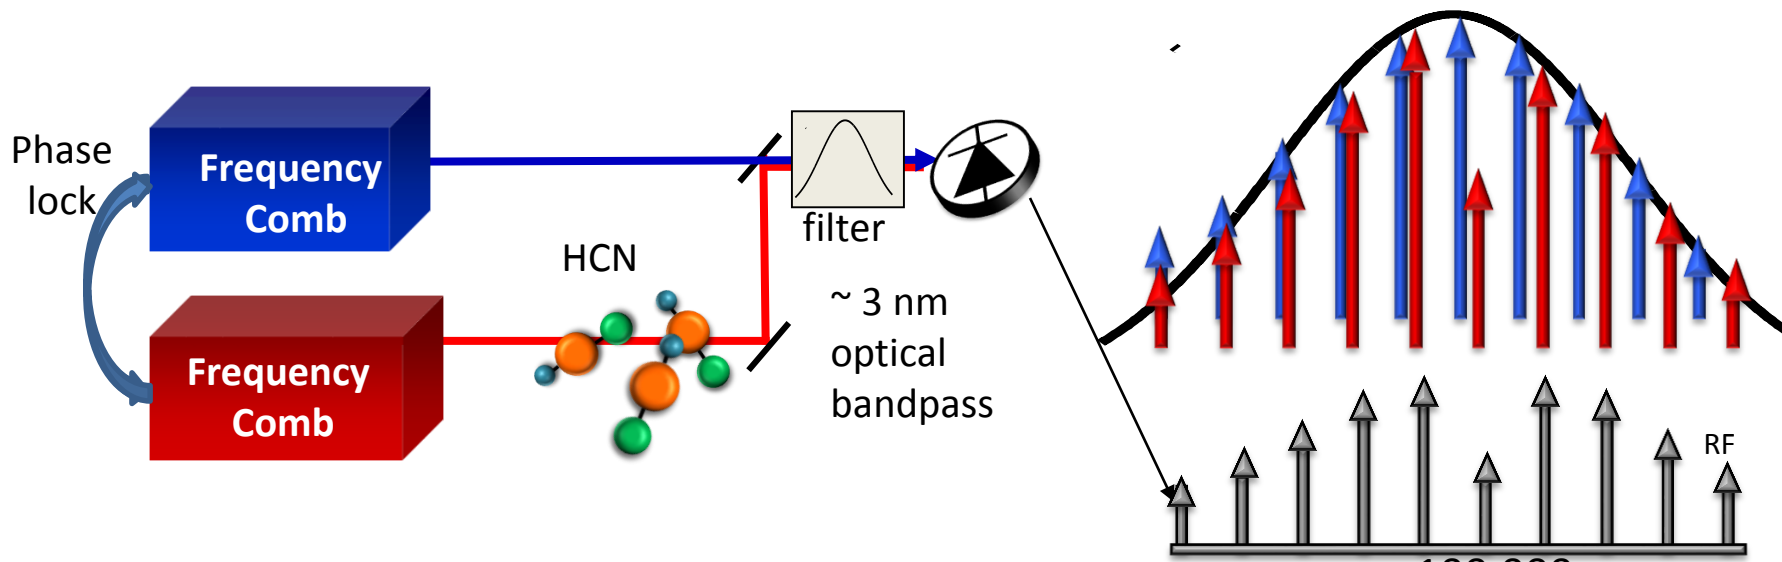 Phase
lock
Frequency
Comb
Frequency
Comb
HCN
filter
~ 3 nm
optical
bandpass
RF